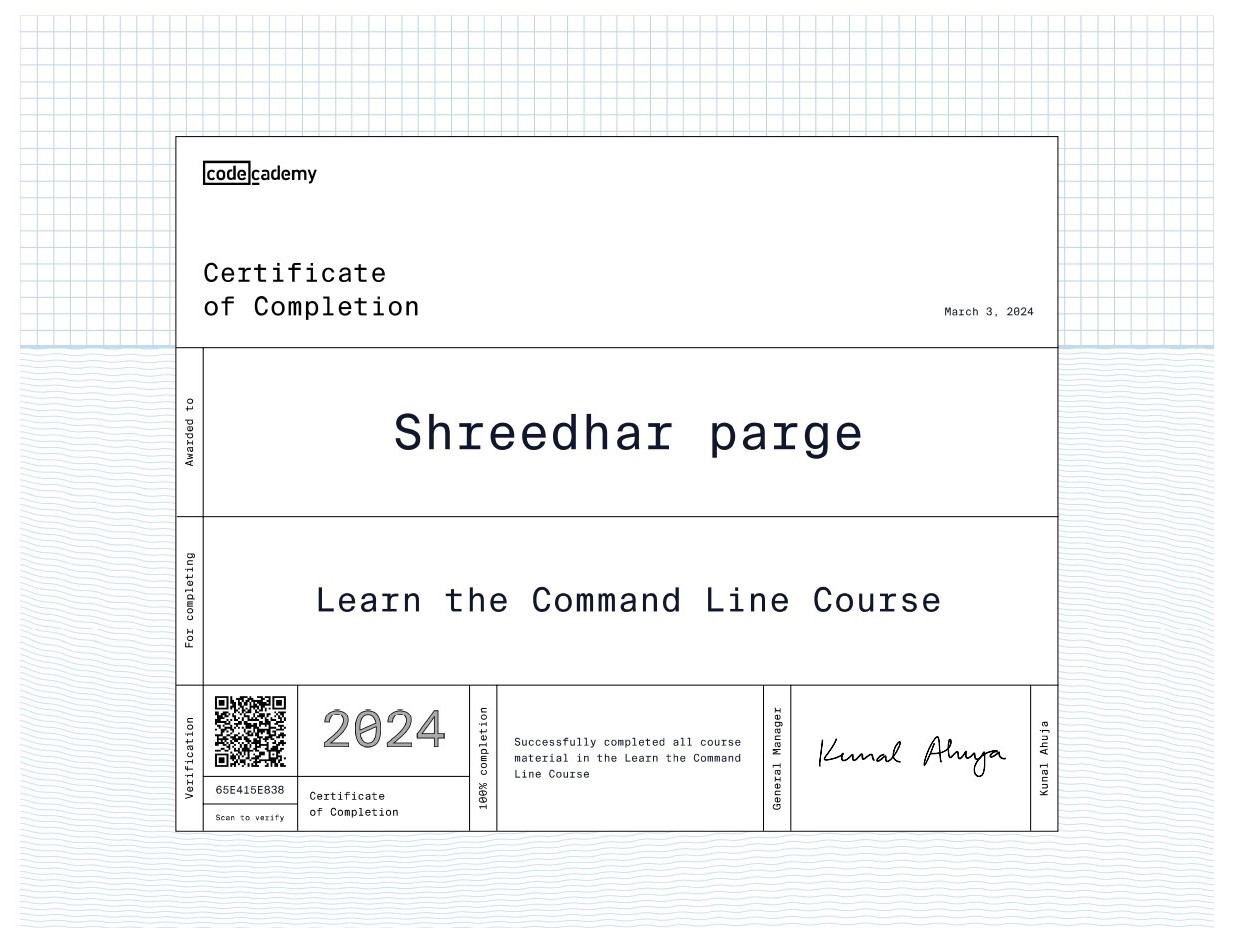 codecademy
Certificate
of Completion
March 3, 2024
Awarded to
Shreedhar parge
For completing
Learn the Command Line Course
Verification
65E415E838
Scan to verify
2024
Certificate
of Completion
100% completion
Successfully completed all course
material in the Learn the Command
Line Course
General Manager
Kunal Ahuja
Kunal Ahuja